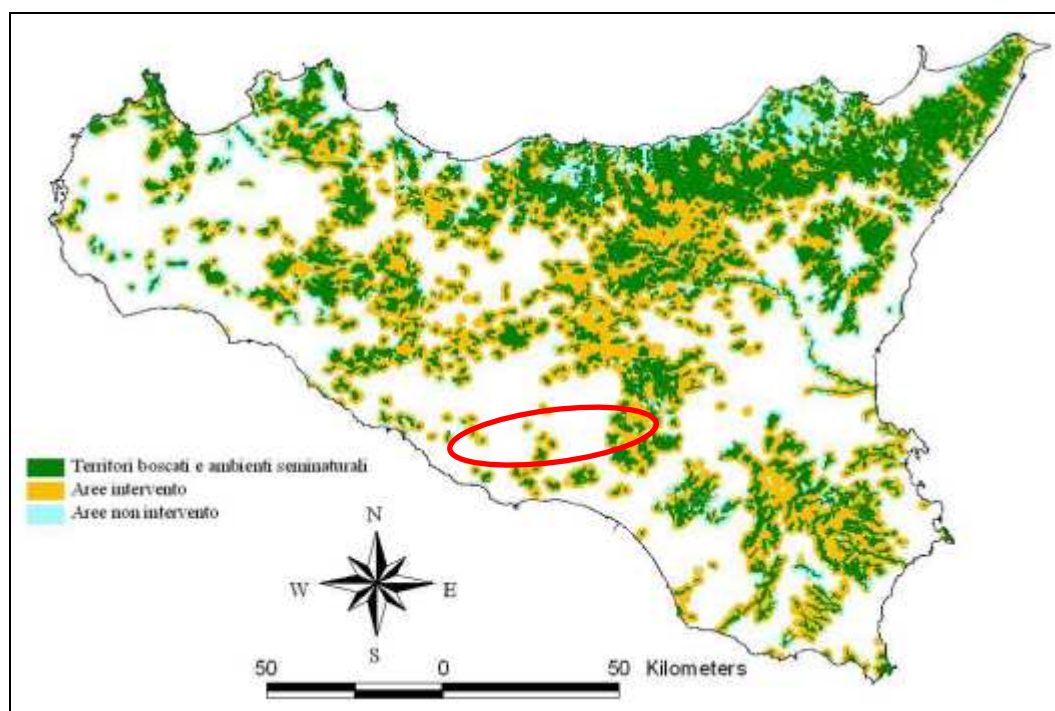 Territori boscati e ambienti seminaturali
Aree intervento
Aree non intervento
N
W E
S
50 0 50 Kilometers